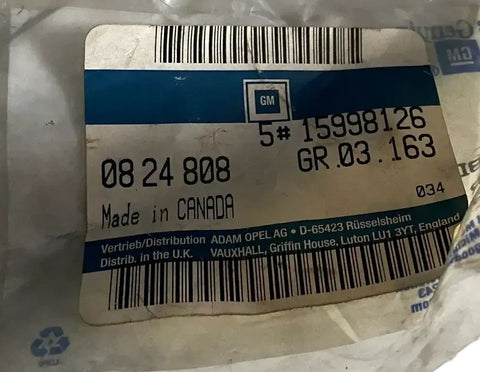 GM
GM
5# 15998126
08 24 808
GR.03.163
Made in CANADA
034
Vertrieb/Distribution ADAM OPEL AG • D-65423 Rüsselsheim
Distrib. in the U.K. VAUXHALL, Griffin House, Luton LU1 3YT, England